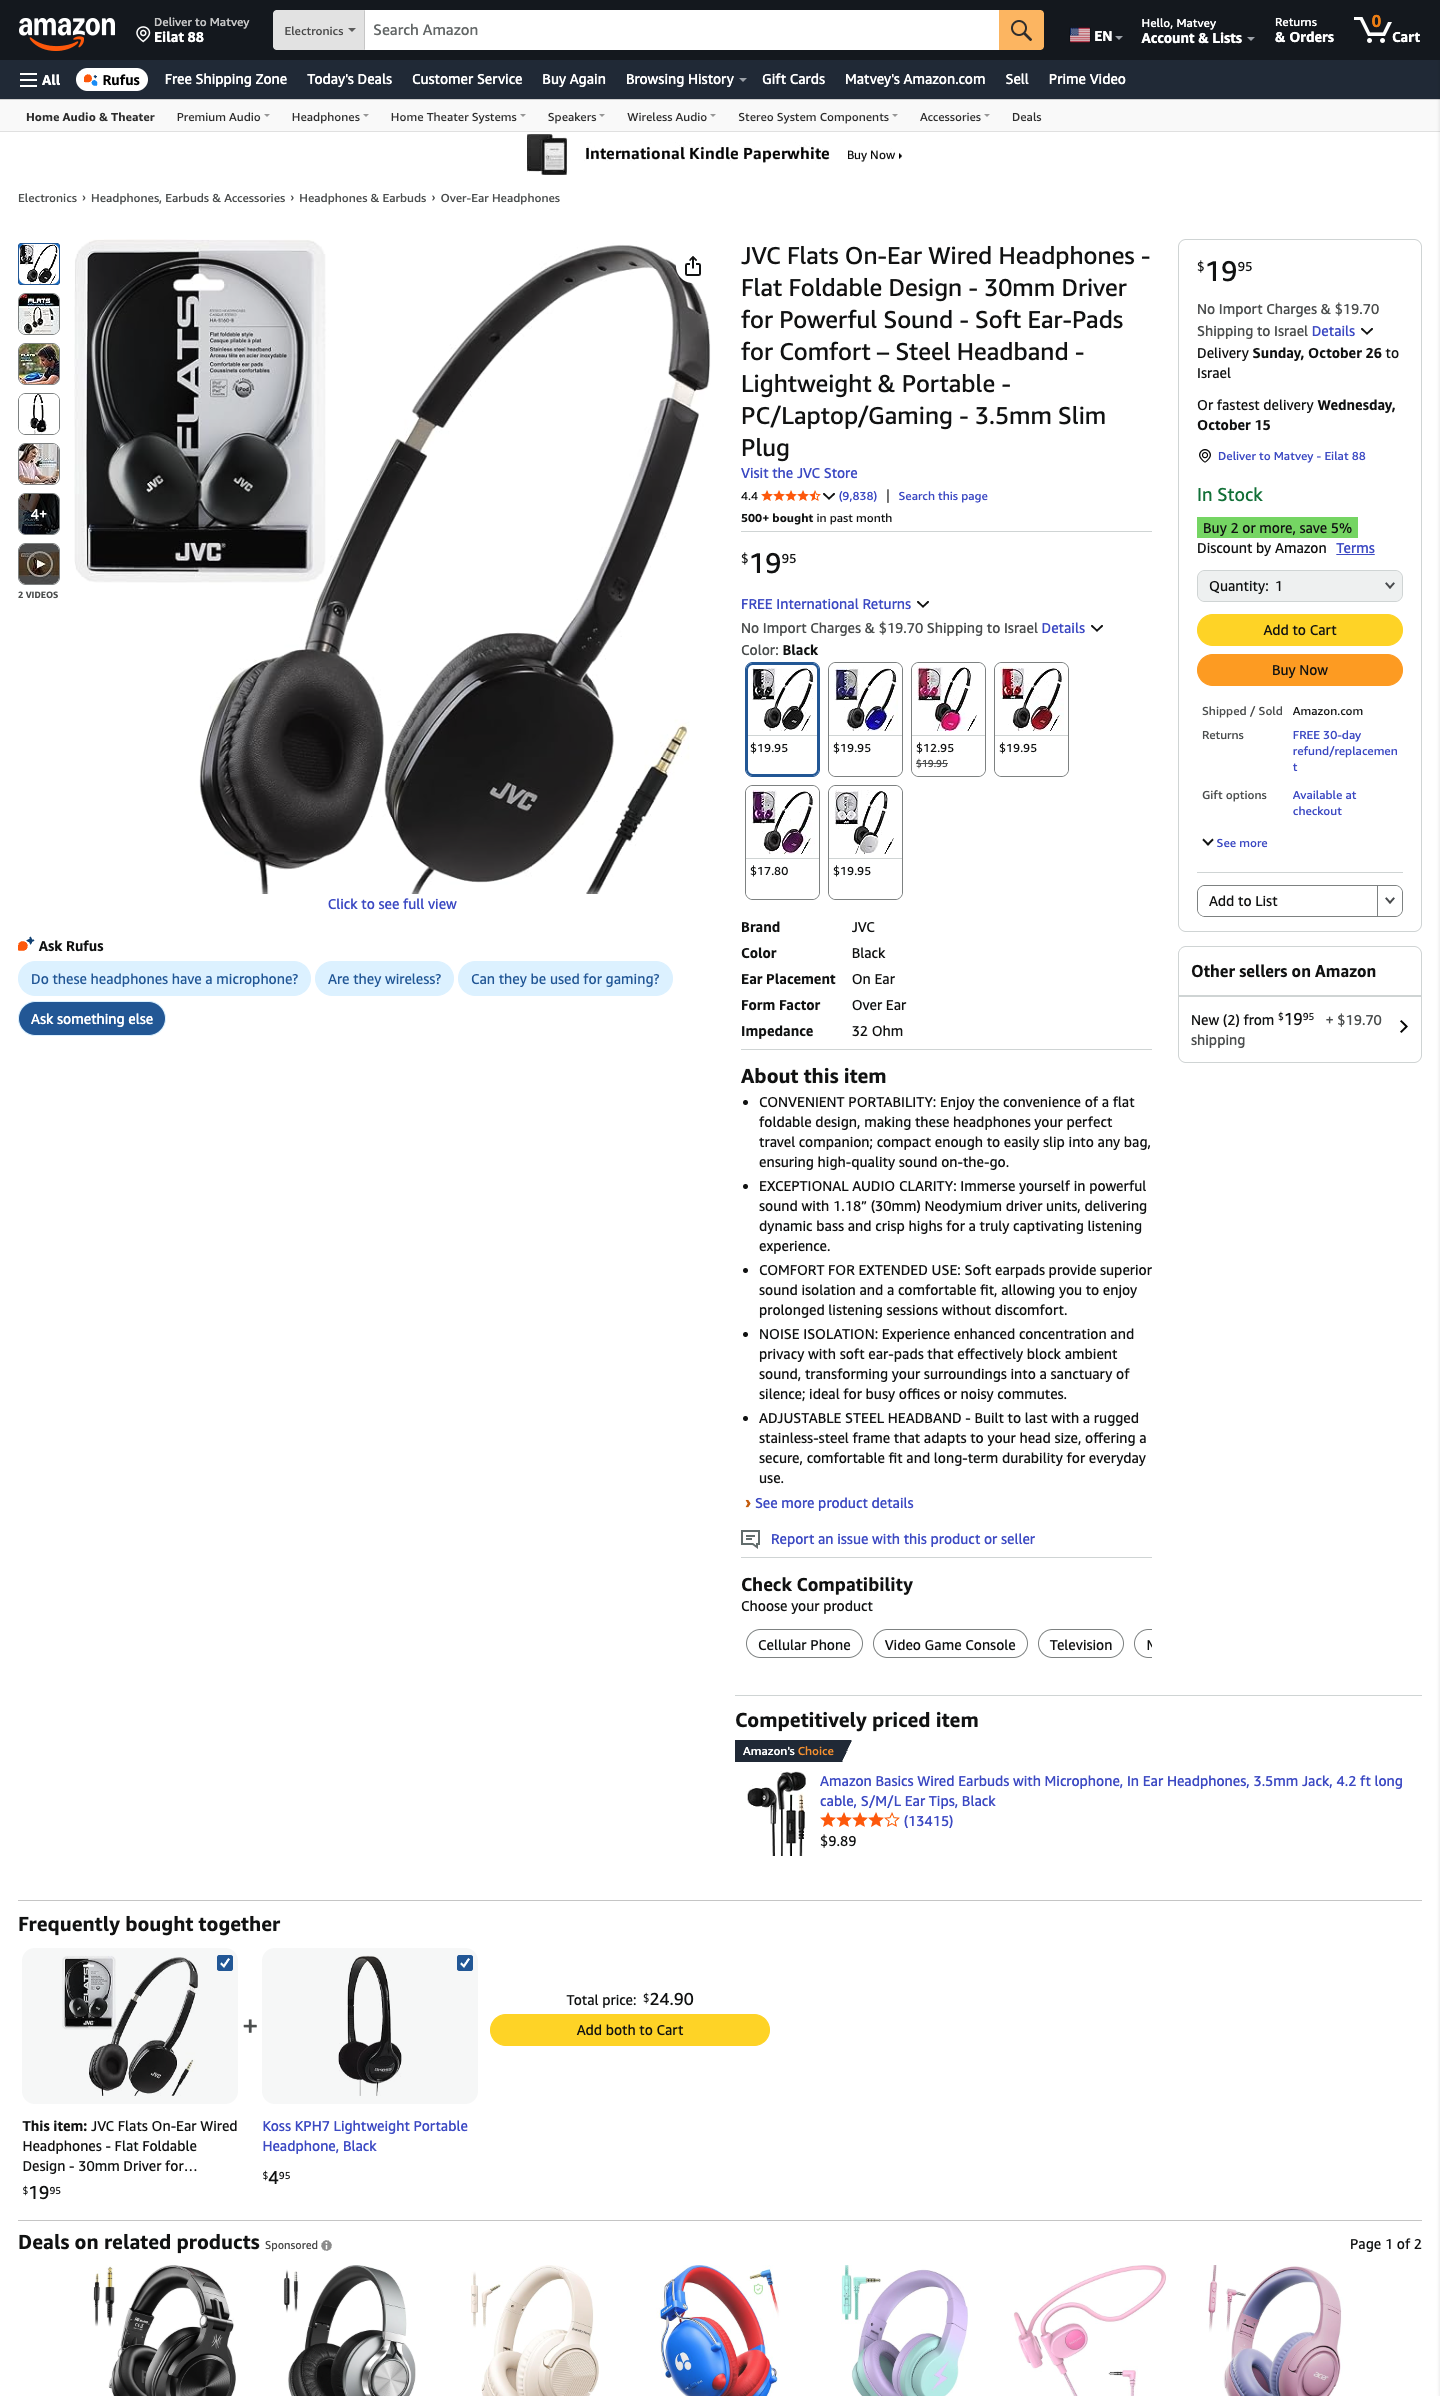 amazon
Deliver to Matvey
Eilat 88
Electronics
Search Amazon
EN
Hello, Matvey
Account & Lists
Returns
& Orders
0
Cart
All
Rufus
Free Shipping Zone
Today's Deals
Customer Service
Buy Again
Browsing History
Gift Cards
Matvey's Amazon.com
Sell
Prime Video
Home Audio & Theater
Premium Audio
Headphones
Home Theater Systems
Speakers
Wireless Audio
Stereo System Components
Accessories
Deals
International Kindle Paperwhite
Buy Now
Electronics › Headphones, Earbuds & Accessories › Headphones & Earbuds › Over-Ear Headphones
4+
2 VIDEOS
FLATS
Flat foldable style
Casque pliable à plat
Stainless steel headband
Arceau tête en acier inoxydable
Comfortable ear pads
Coussinets confortables
JVC
JVC
JVC
JVC
Click to see full view
Ask Rufus
Do these headphones have a microphone?
Are they wireless?
Can they be used for gaming?
Ask something else
JVC Flats On-Ear Wired Headphones -
Flat Foldable Design - 30mm Driver
for Powerful Sound - Soft Ear-Pads
for Comfort – Steel Headband -
Lightweight & Portable -
PC/Laptop/Gaming - 3.5mm Slim
Plug
Visit the JVC Store
4.4
(9,838)
| Search this page
500+ bought in past month
$19 95
FREE International Returns
No Import Charges & $19.70 Shipping to Israel Details
Color: Black
$19.95
$19.95
$12.95
$19.95
$19.95
$17.80
$19.95
Brand JVC
Color Black
Ear Placement On Ear
Form Factor Over Ear
Impedance 32 Ohm
About this item
• CONVENIENT PORTABILITY: Enjoy the convenience of a flat
foldable design, making these headphones your perfect
travel companion; compact enough to easily slip into any bag,
ensuring high-quality sound on-the-go.
• EXCEPTIONAL AUDIO CLARITY: Immerse yourself in powerful
sound with 1.18” (30mm) Neodymium driver units, delivering
dynamic bass and crisp highs for a truly captivating listening
experience.
• COMFORT FOR EXTENDED USE: Soft earpads provide superior
sound isolation and a comfortable fit, allowing you to enjoy
prolonged listening sessions without discomfort.
• NOISE ISOLATION: Experience enhanced concentration and
privacy with soft ear-pads that effectively block ambient
sound, transforming your surroundings into a sanctuary of
silence; ideal for busy offices or noisy commutes.
• ADJUSTABLE STEEL HEADBAND - Built to last with a rugged
stainless-steel frame that adapts to your head size, offering a
secure, comfortable fit and long-term durability for everyday
use.
› See more product details
Report an issue with this product or seller
Check Compatibility
Choose your product
Cellular Phone
Video Game Console
Television
$19 95
No Import Charges & $19.70
Shipping to Israel Details
Delivery Sunday, October 26 to
Israel
Or fastest delivery Wednesday,
October 15
Deliver to Matvey - Eilat 88
In Stock
Buy 2 or more, save 5%
Discount by Amazon Terms
Quantity: 1
Add to Cart
Buy Now
Shipped / Sold Amazon.com
Returns FREE 30-day
refund/replacemen
t
Gift options Available at
checkout
See more
Add to List
Other sellers on Amazon
New (2) from $19 95 + $19.70
shipping
Competitively priced item
Amazon's Choice
Amazon Basics Wired Earbuds with Microphone, In Ear Headphones, 3.5mm Jack, 4.2 ft long
cable, S/M/L Ear Tips, Black
(13415)
$9.89
Frequently bought together
+
Total price: $24.90
Add both to Cart
This item: JVC Flats On-Ear Wired
Headphones - Flat Foldable
Design - 30mm Driver for…
$19 95
Koss KPH7 Lightweight Portable
Headphone, Black
$4 95
Deals on related products
Sponsored
Page 1 of 2
acer